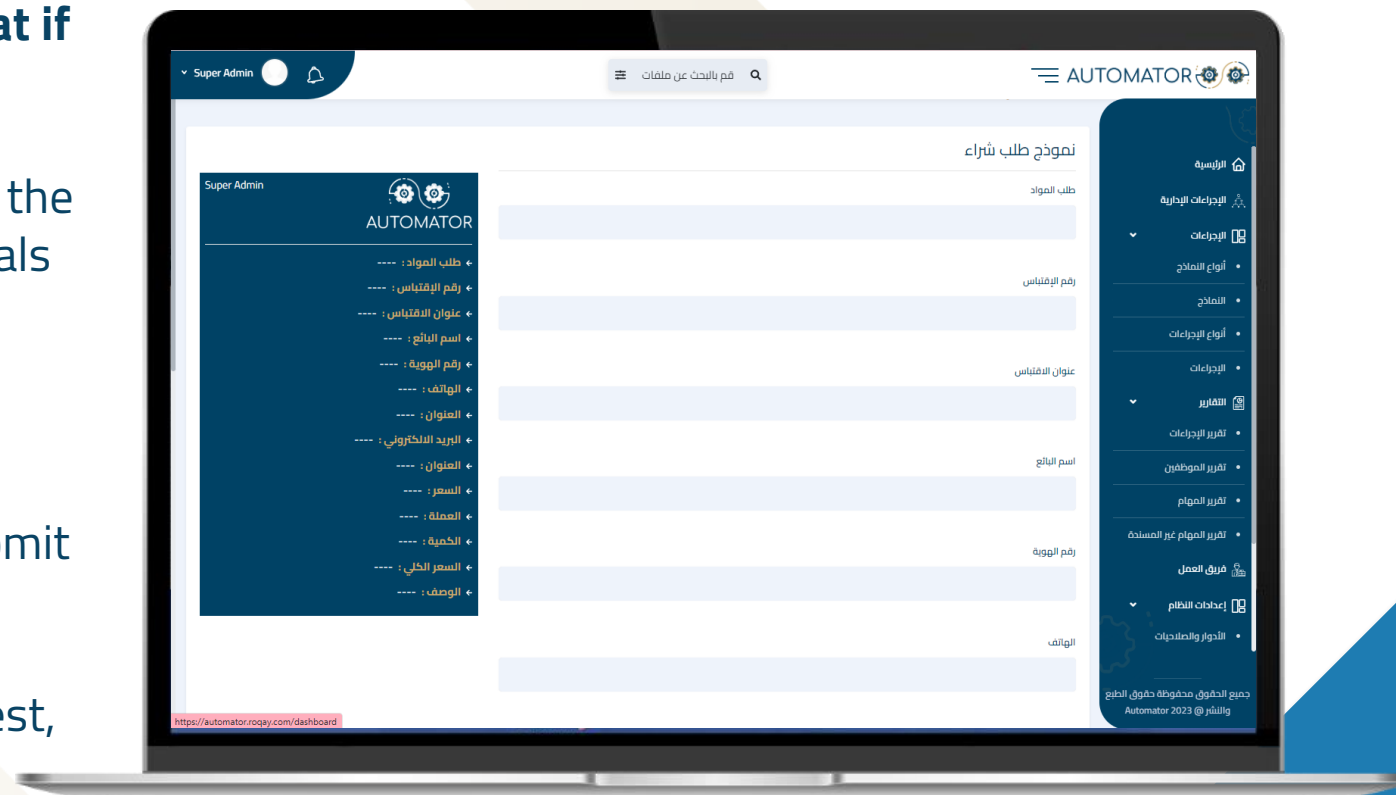 at if
the
als
mit
est,
Super Admin
قم بالبحث عن ملفات
AUTOMATOR
نموذج طلب شراء
طلب المواد
رقم الإقتباس
عنوان الاقتباس
اسم البائع
رقم الهوية
الهاتف
Super Admin
AUTOMATOR
طلب المواد : ----
رقم الإقتباس : ----
عنوان الاقتباس : ----
اسم البائع : ----
رقم الهوية : ----
الهاتف : ----
العنوان : ----
البريد الالكتروني : ----
العنوان : ----
السعر : ----
العملة : ----
الكمية : ----
السعر الكلي : ----
الوصف : ----
الرئيسية
الإجراءات الإدارية
الإجراءات
أنواع النماذج
النماذج
أنواع الإجراءات
الإجراءات
التقارير
تقرير الإجراءات
تقرير الموظفين
تقرير المهام
تقرير المهام غير المسندة
فريق العمل
إعدادات النظام
الأدوار والصلاحيات
جميع الحقوق محفوظة حقوق الطبع
والنشر @ Automator 2023
https://automator.roqay.com/dashboard